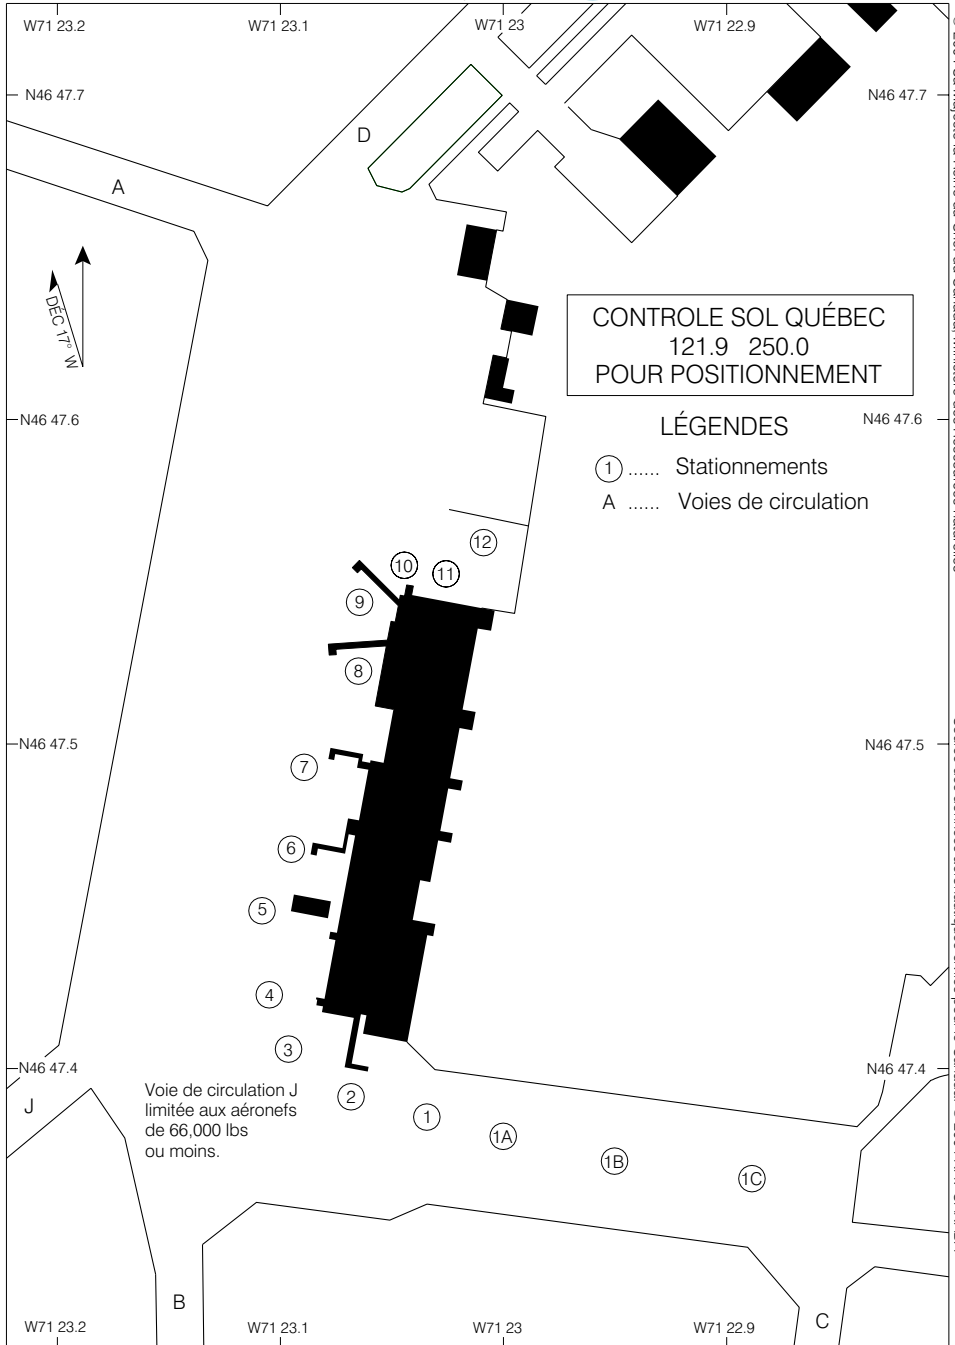 W71 23.2 W71 23.1 W71 23 W71 22.9
N46 47.7 N46 47.7
D
A
DÉC 17° W
CONTROLE SOL QUÉBEC
121.9 250.0
POUR POSITIONNEMENT
N46 47.6 N46 47.6
LÉGENDES
1 ...... Stationnements
A ...... Voies de circulation
12
10
11
9
8
N46 47.5 N46 47.5
7
6
5
4
3
N46 47.4 N46 47.4
2
J
Voie de circulation J
limitée aux aéronefs
de 66,000 lbs
ou moins.
1
1A
1B
1C
B
C
W71 23.2 W71 23.1 W71 23 W71 22.9